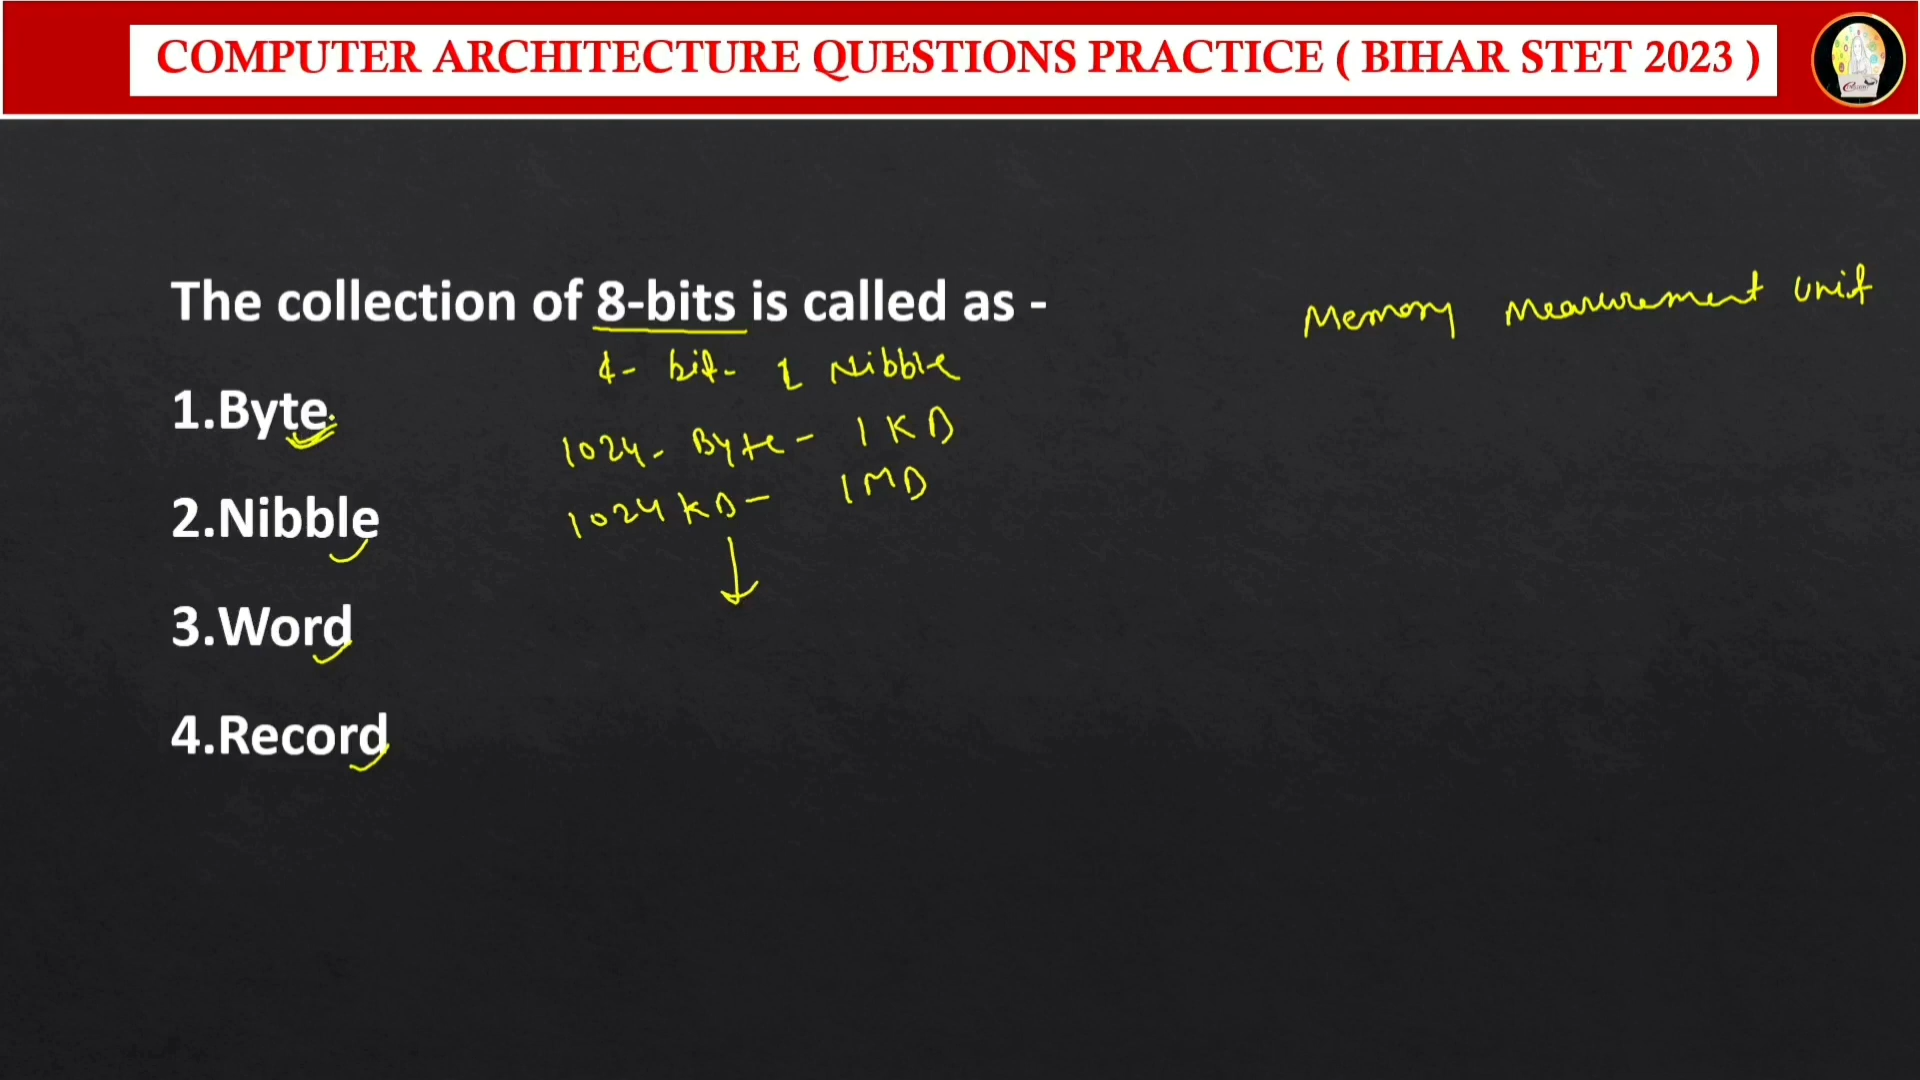 COMPUTER ARCHITECTURE QUESTIONS PRACTICE ( BIHAR STET 2023 )
The collection of 8-bits is called as -
Memory Measurement unit
4- bit- 1 Nibble
1.Byte
1024- Byte - 1 KB
1024 KB - 1 MB
2.Nibble
3.Word
4.Record